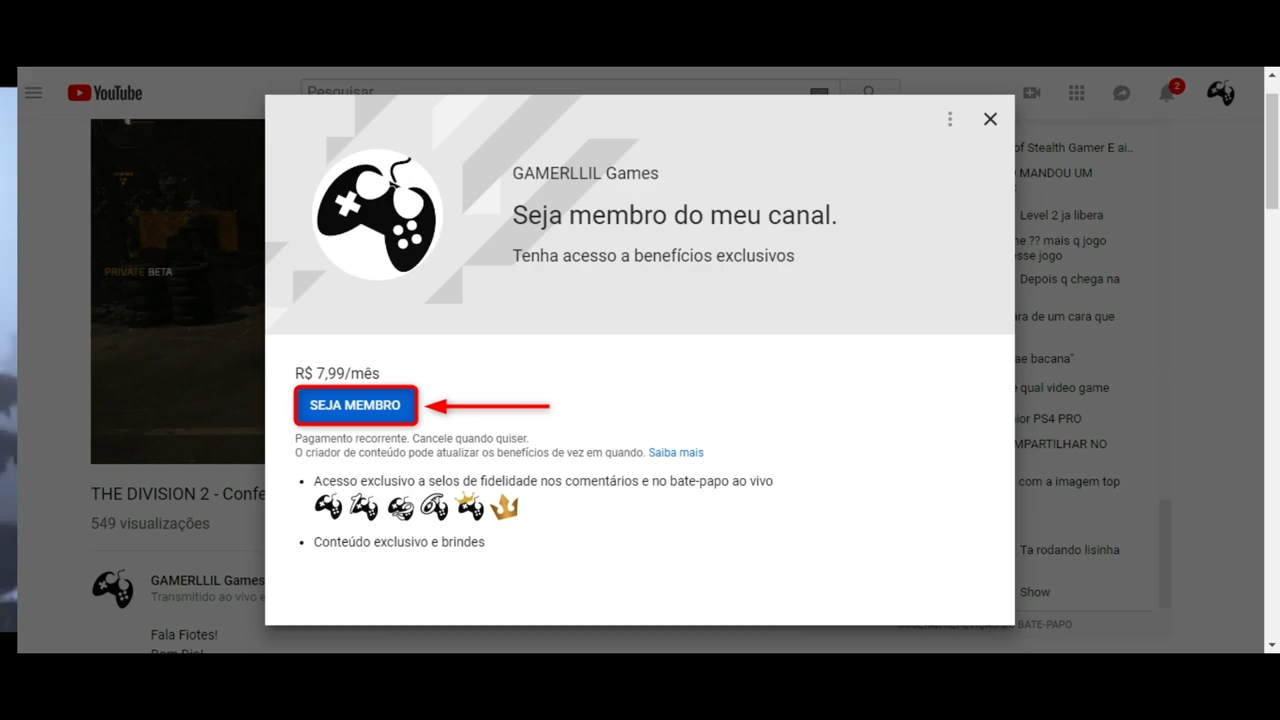 YouTube
Pesquisar
2
GAMERLLIL Games
Seja membro do meu canal.
Tenha acesso a benefícios exclusivos
R$ 7,99/mês
SEJA MEMBRO
Pagamento recorrente. Cancele quando quiser.
O criador de conteúdo pode atualizar os benefícios de vez em quando. Saiba mais
• Acesso exclusivo a selos de fidelidade nos comentários e no bate-papo ao vivo
• Conteúdo exclusivo e brindes
PRIVATE BETA
THE DIVISION 2 - Confe
549 visualizações
GAMERLLIL Games
Transmitido ao vivo e
Fala Fiotes!
of Stealth Gamer E ai..
MANDOU UM
Level 2 ja libera
ne ?? mais q jogo
esse jogo
Depois q chega na
ara de um cara que
ae bacana"
e qual video game
ior PS4 PRO
MPARTILHAR NO
com a imagem top
Ta rodando lisinha
Show
BATE-PAPO